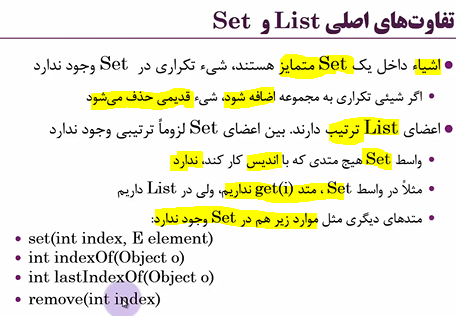 تفاوت‌های اصلی List و Set
اشیاء داخل یک Set متمایز هستند، شیء تکراری در Set وجود ندارد
اگر شیئی تکراری به مجموعه اضافه شود، شیء قدیمی حذف می‌شود
اعضای List ترتیب دارند. بین اعضای Set لزوماً ترتیبی وجود ندارد
واسط Set هیچ متدی که با اندیس کار کند، ندارد
مثلاً در واسط Set ، متد get(i) نداریم، ولی در List داریم
متدهای دیگری مثل موارد زیر هم در Set وجود ندارد:
set(int index, E element)
int indexOf(Object o)
int lastIndexOf(Object o)
remove(int index)